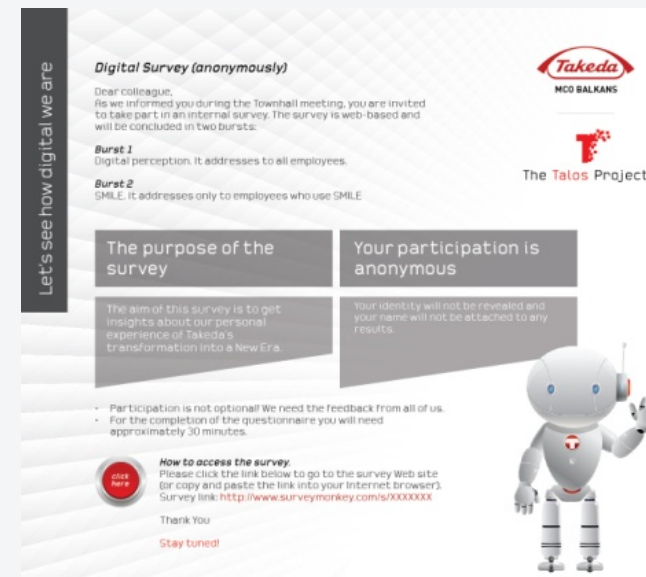 Let's see how digital we are
Digital Survey (anonymously)
Dear colleague,
As we informed you during the Townhall meeting, you are invited
to take part in an internal survey. The survey is web-based and
will be concluded in two bursts:
Burst 1
Digital perception. It addresses to all employees.
Burst 2
SMILE. It addresses only to employees who use SMILE
Takeda
MCO BALKANS
The Talos Project
The purpose of the
survey
Your participation is
anonymous
The aim of this survey is to get
insights about our personal
experience of Takeda's
transformation into a New Era.
Your identity will not be revealed and
your name will not be attached to any
results.
- Participation is not optional! We need the feedback from all of us.
- For the completion of the questionnaire you will need
approximately 30 minutes.
click
here
How to access the survey.
Please click the link below to go to the survey Web site
(or copy and paste the link into your Internet browser).
Survey link: http://www.surveymonkey.com/s/XXXXXXX
Thank You
Stay tuned!